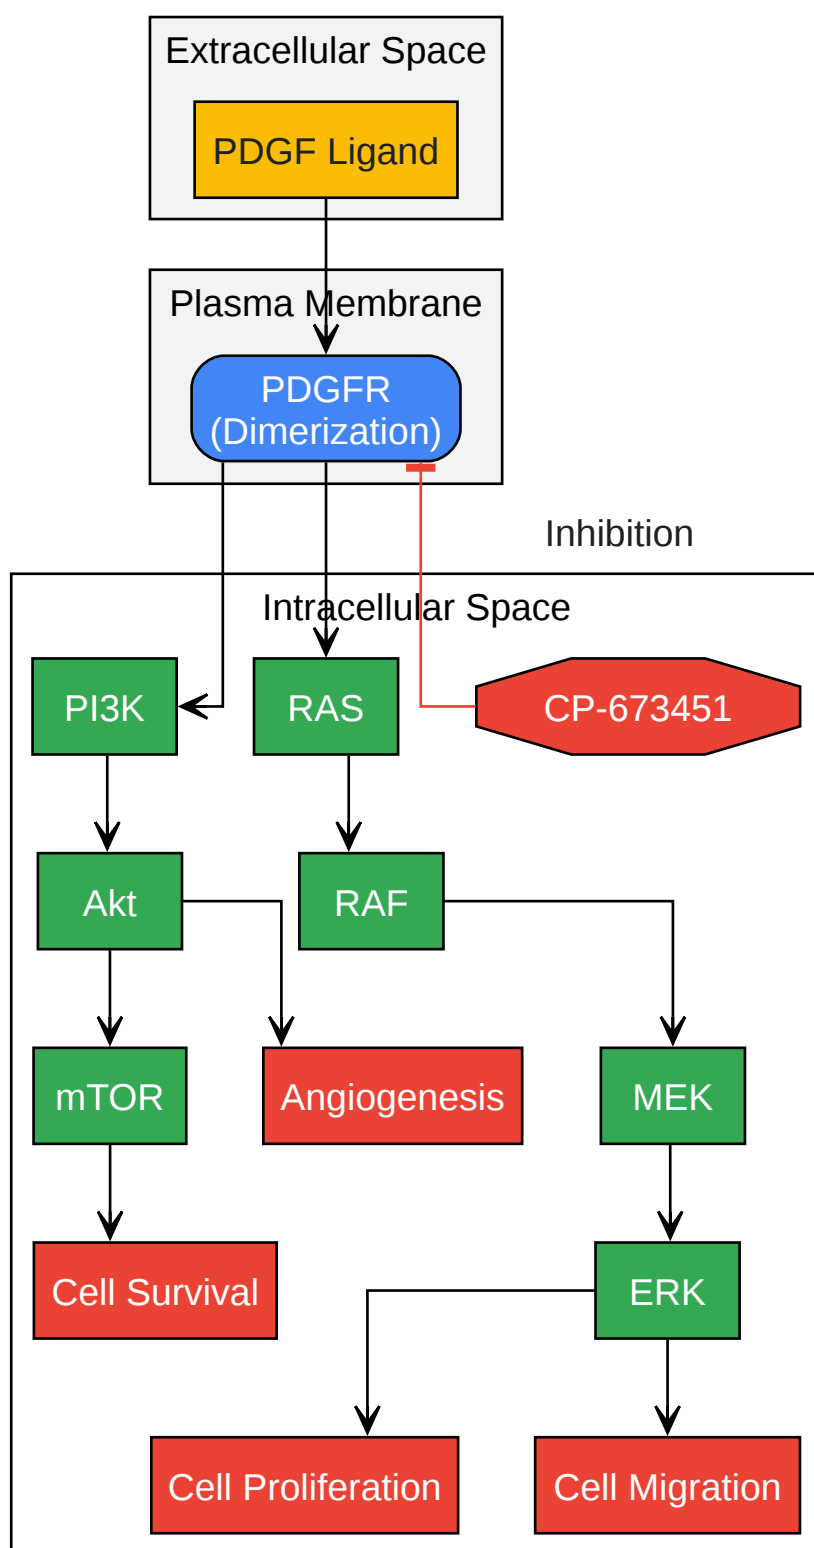 Extracellular Space
PDGF Ligand
Plasma Membrane
PDGFR
(Dimerization)
Inhibition
Intracellular Space
PI3K
RAS
CP-673451
Akt
RAF
mTOR
Angiogenesis
MEK
Cell Survival
ERK
Cell Proliferation
Cell Migration